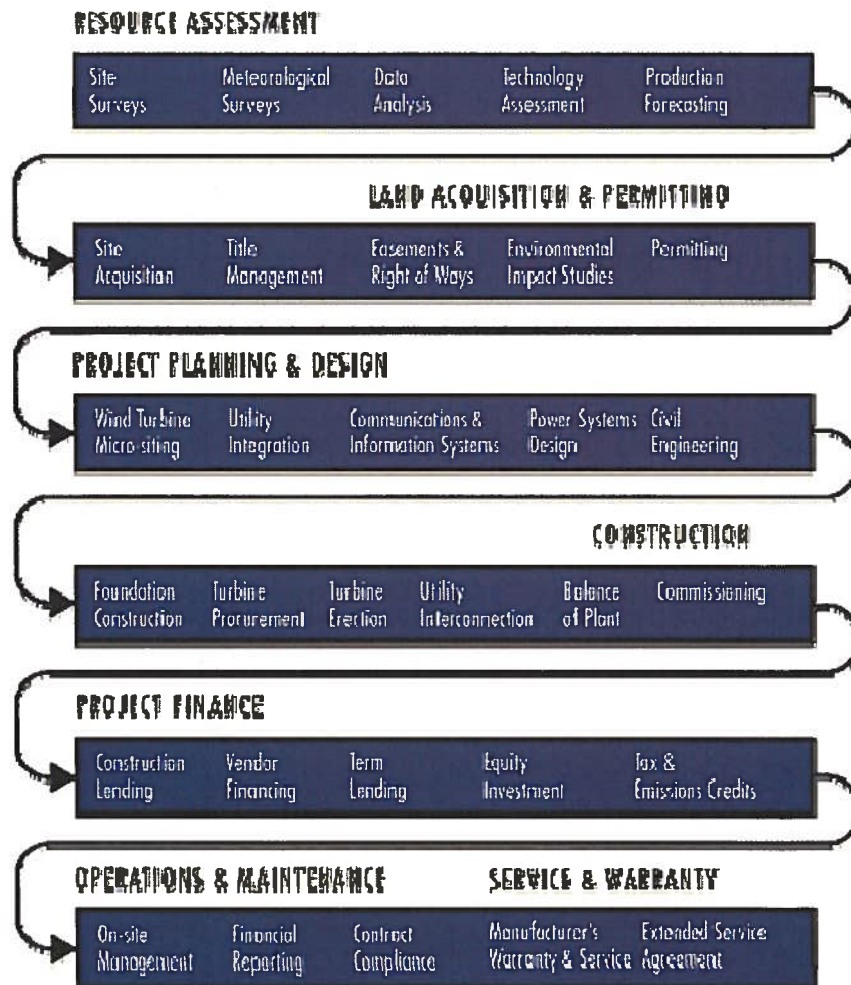 RESOURCE ASSESSMENT
Site Meteorological Data Technology Production
Surveys Surveys Analysis Assessment Forecasting
LAND ACQUISITION & PERMITTING
Site Title Easements & Environmental Permitting
Acquisition Management Right of Ways Impact Studies
PROJECT PLANNING & DESIGN
Wind Turbine Utility Communications & Power Systems Civil
Micro-siting Integration Information Systems Design Engineering
CONSTRUCTION
Foundation Turbine Turbine Utility Balance Commissioning
Construction Procurement Erection Interconnection of Plant
PROJECT FINANCE
Construction Vendor Term Equity Tax &
Lending Financing Lending Investment Emissions Credits
OPERATIONS & MAINTENANCE SERVICE & WARRANTY
On-site Financial Contract Manufacturer's Extended Service
Management Reporting Compliance Warranty & Service Agreement